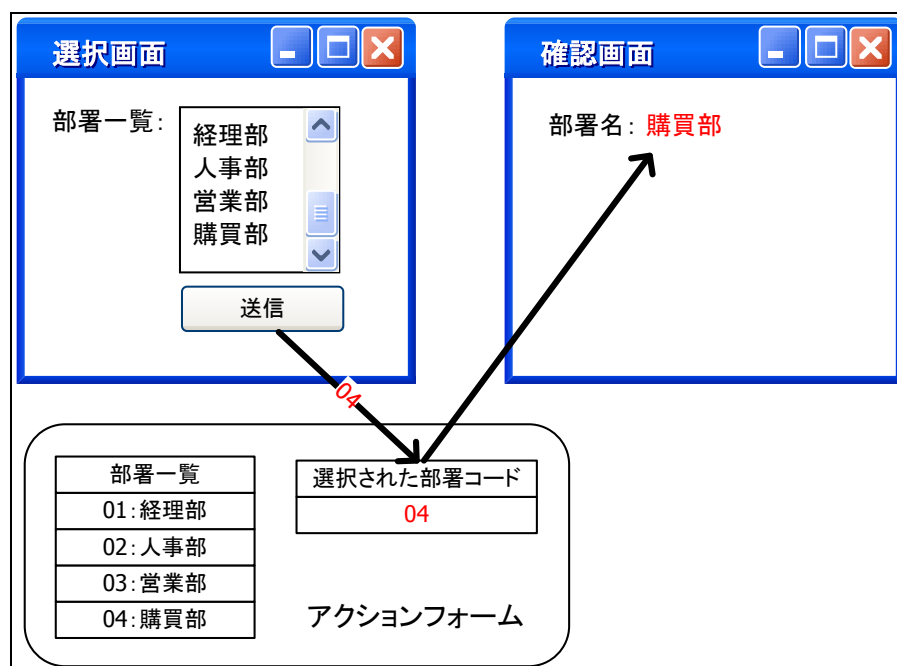 選択画面
部署一覧:
経理部
人事部
営業部
購買部
送信
確認画面
部署名: 購買部
04
部署一覧
01:経理部
02:人事部
03:営業部
04:購買部
選択された部署コード
04
アクションフォーム